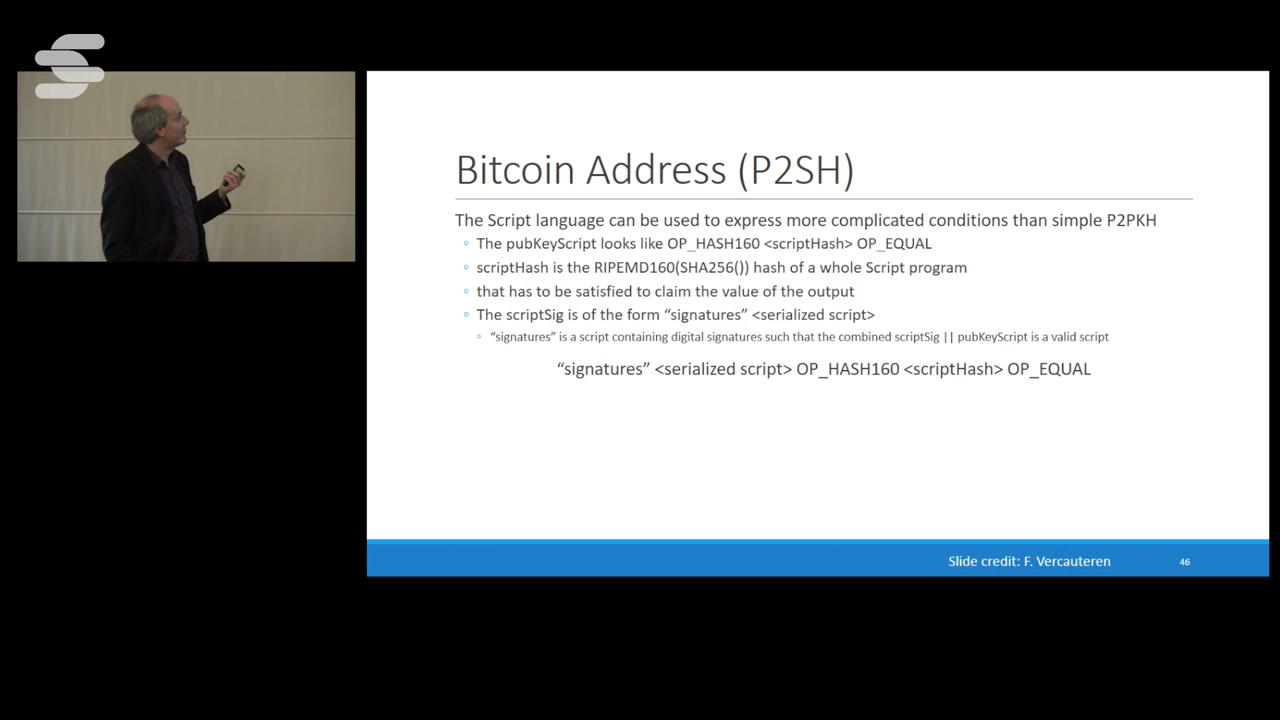 Bitcoin Address (P2SH)
The Script language can be used to express more complicated conditions than simple P2PKH
The pubKeyScript looks like OP_HASH160 <scriptHash> OP_EQUAL
scriptHash is the RIPEMD160(SHA256()) hash of a whole Script program
that has to be satisfied to claim the value of the output
The scriptSig is of the form “signatures” <serialized script>
“signatures” is a script containing digital signatures such that the combined scriptSig || pubKeyScript is a valid script
“signatures” <serialized script> OP_HASH160 <scriptHash> OP_EQUAL
Slide credit: F. Vercauteren
46